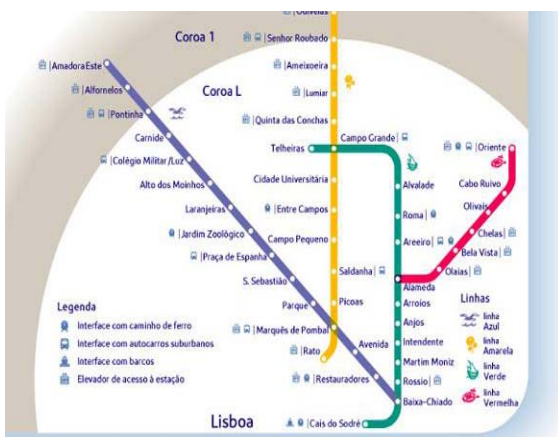 Odivelas
Coroa 1
Senhor Roubado
Amadora Este
Ameixoeira
Alfornelos
Coroa L
Lumiar
Pontinha
Quinta das Conchas
Carnide
Campo Grande
Telheiras
Oriente
Colégio Militar/Luz
Cidade Universitária
Alto dos Moinhos
Alvalade
Cabo Ruivo
Laranjeiras
Entre Campos
Roma
Olivais
Jardim Zoológico
Campo Pequeno
Areeiro
Chelas
Praça de Espanha
Bela Vista
Saldanha
Olaias
S. Sebastião
Alameda
Parque
Picoas
Arroios
Linhas
Legenda
Anjos
linha
Azul
Interface com caminho de ferro
Marquês de Pombal
Interface com autocarros suburbanos
Avenida
Intendente
linha
Amarela
Rato
Interface com barcos
Martim Moniz
linha
Verde
Elevador de acesso à estação
Restauradores
Rossio
linha
Vermelha
Baixa-Chiado
Lisboa
Cais do Sodré